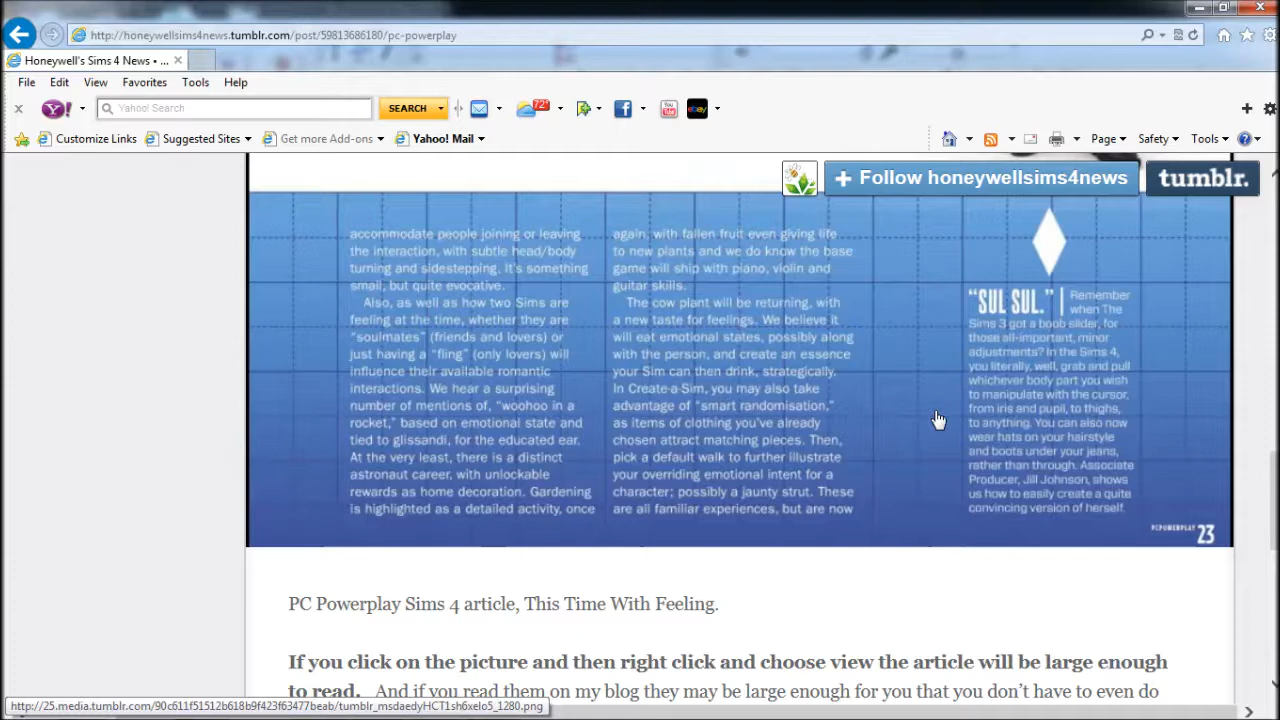 http://honeywellsims4news.tumblr.com/post/59813686180/pc-powerplay
Honeywell's Sims 4 News • ...
File Edit View Favorites Tools Help
Y! Yahoo! Search SEARCH 72° f You Tube ebay
Customize Links Suggested Sites Get more Add-ons Yahoo! Mail Page Safety Tools
+ Follow honeywellsims4news tumblr.
accommodate people joining or leaving
the interaction, with subtle head/body
turning and sidestepping. It's something
small, but quite evocative.
Also, as well as how two Sims are
feeling at the time, whether they are
"soulmates" (friends and lovers) or
just having a "fling" (only lovers) will
influence their available romantic
interactions. We hear a surprising
number of mentions of, "woohoo in a
rocket," based on emotional state and
tied to glissandi, for the educated ear.
At the very least, there is a distinct
astronaut career, with unlockable
rewards as home decoration. Gardening
is highlighted as a detailed activity, once
again, with fallen fruit even giving life
to new plants and we do know the base
game will ship with piano, violin and
guitar skills.
The cow plant will be returning, with
a new taste for feelings. We believe it
will eat emotional states, possibly along
with the person, and create an essence
your Sim can then drink, strategically.
In Create-a-Sim, you may also take
advantage of "smart randomisation,"
as items of clothing you've already
chosen attract matching pieces. Then,
pick a default walk to further illustrate
your overriding emotional intent for a
character; possibly a jaunty strut. These
are all familiar experiences, but are now
"SUL SUL." | Remember
when The
Sims 3 got a boob slider, for
those all-important, minor
adjustments? In the Sims 4,
you literally, well, grab and pull
whichever body part you wish
to manipulate with the cursor,
from iris and pupil, to thighs,
to anything. You can also now
wear hats on your hairstyle
and boots under your jeans,
rather than through. Associate
Producer, Jill Johnson, shows
us how to easily create a quite
convincing version of herself.
PCPOWERPLAY 23
PC Powerplay Sims 4 article, This Time With Feeling.
If you click on the picture and then right click and choose view the article will be large enough
to read. And if you read them on my blog they may be large enough for you that you don't have to even do
http://25.media.tumblr.com/90c611f51512b618b9f423f63477beab/tumblr_msdaedyHCT1sh6xelo5_1280.png